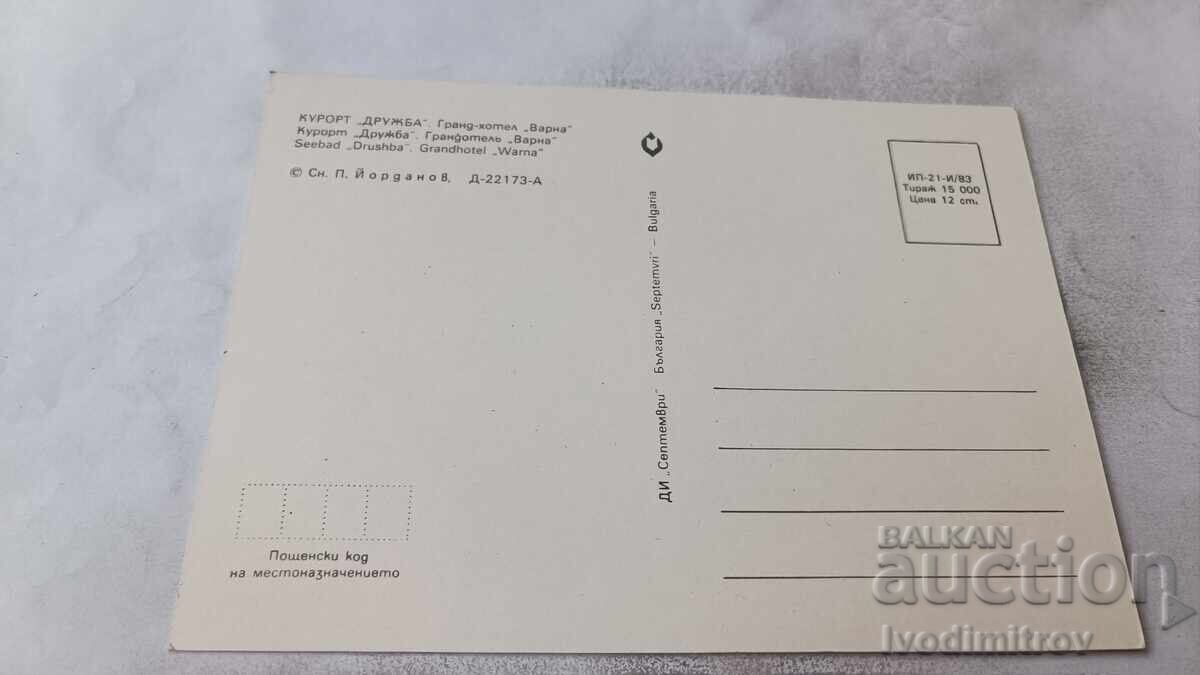 КУРОРТ „ДРУЖБА". Гранд-хотел „Варна"
Курорт „Дружба". Грандотель „Варна"
Seebad „Drushba". Grandhotel „Warna"
© Сн. П. Йорданов, Д-22173-А
ДИ „Септември" България „Septemvri" – Bulgaria
ИП-21-И/83
Тираж 15 000
Цена 12 ст.
Пощенски код
на местоназначението
BALKAN
auction
Ivodimitrov